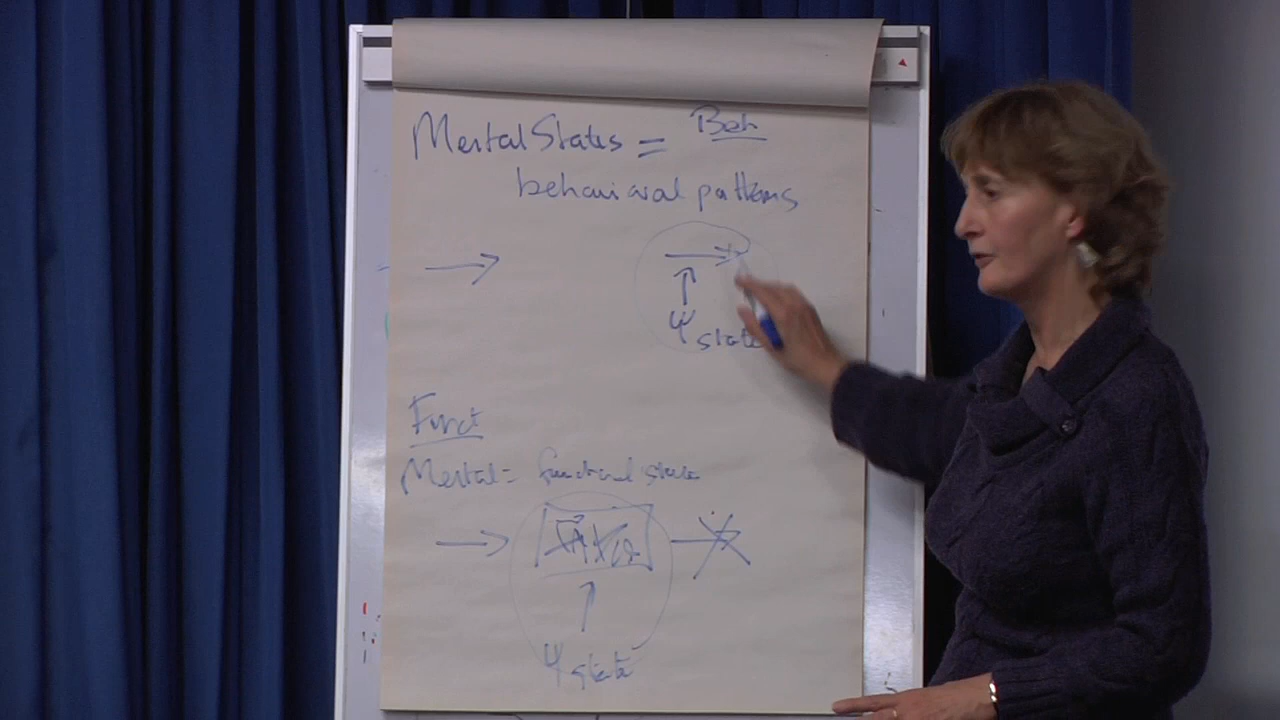 Mental States = Beh
behavioral patterns
Ψ state
Funct
Mental = functional state
Ψ state